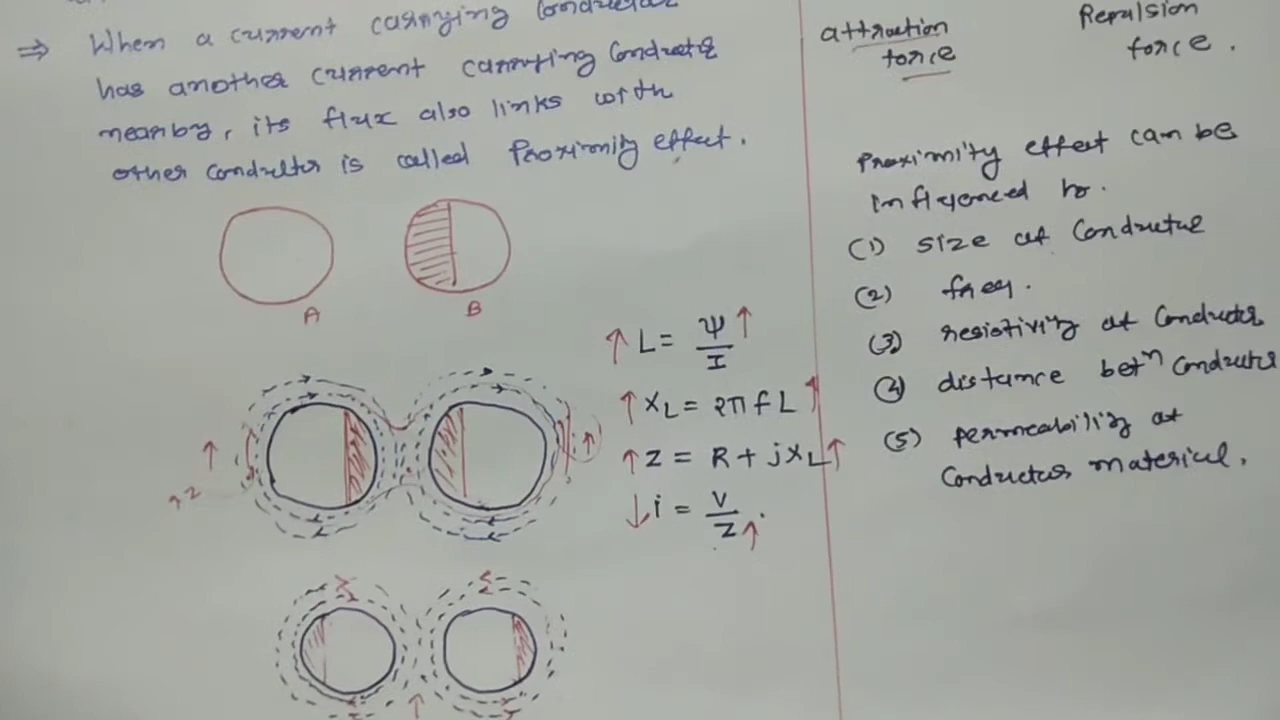 ⇒ When a current carrying Conductor
has another current carrying Conductor
nearby, its flux also links with
other conductor is called Proximity effect.
A
B
↑ L = Ψ/I ↑
↑ XL = 2πfL ↑
↑ Z = R + jXL ↑
↓ i = V/Z ↑
↑
↑
↑Z
↑
attraction
force
Repulsion
force.
Proximity effect can be
influenced by.
(1) size of Conductor
(2) freq.
(3) resistivity of Conductor
(4) distance betⁿ Conductor
(5) permeability of
Conductor material.